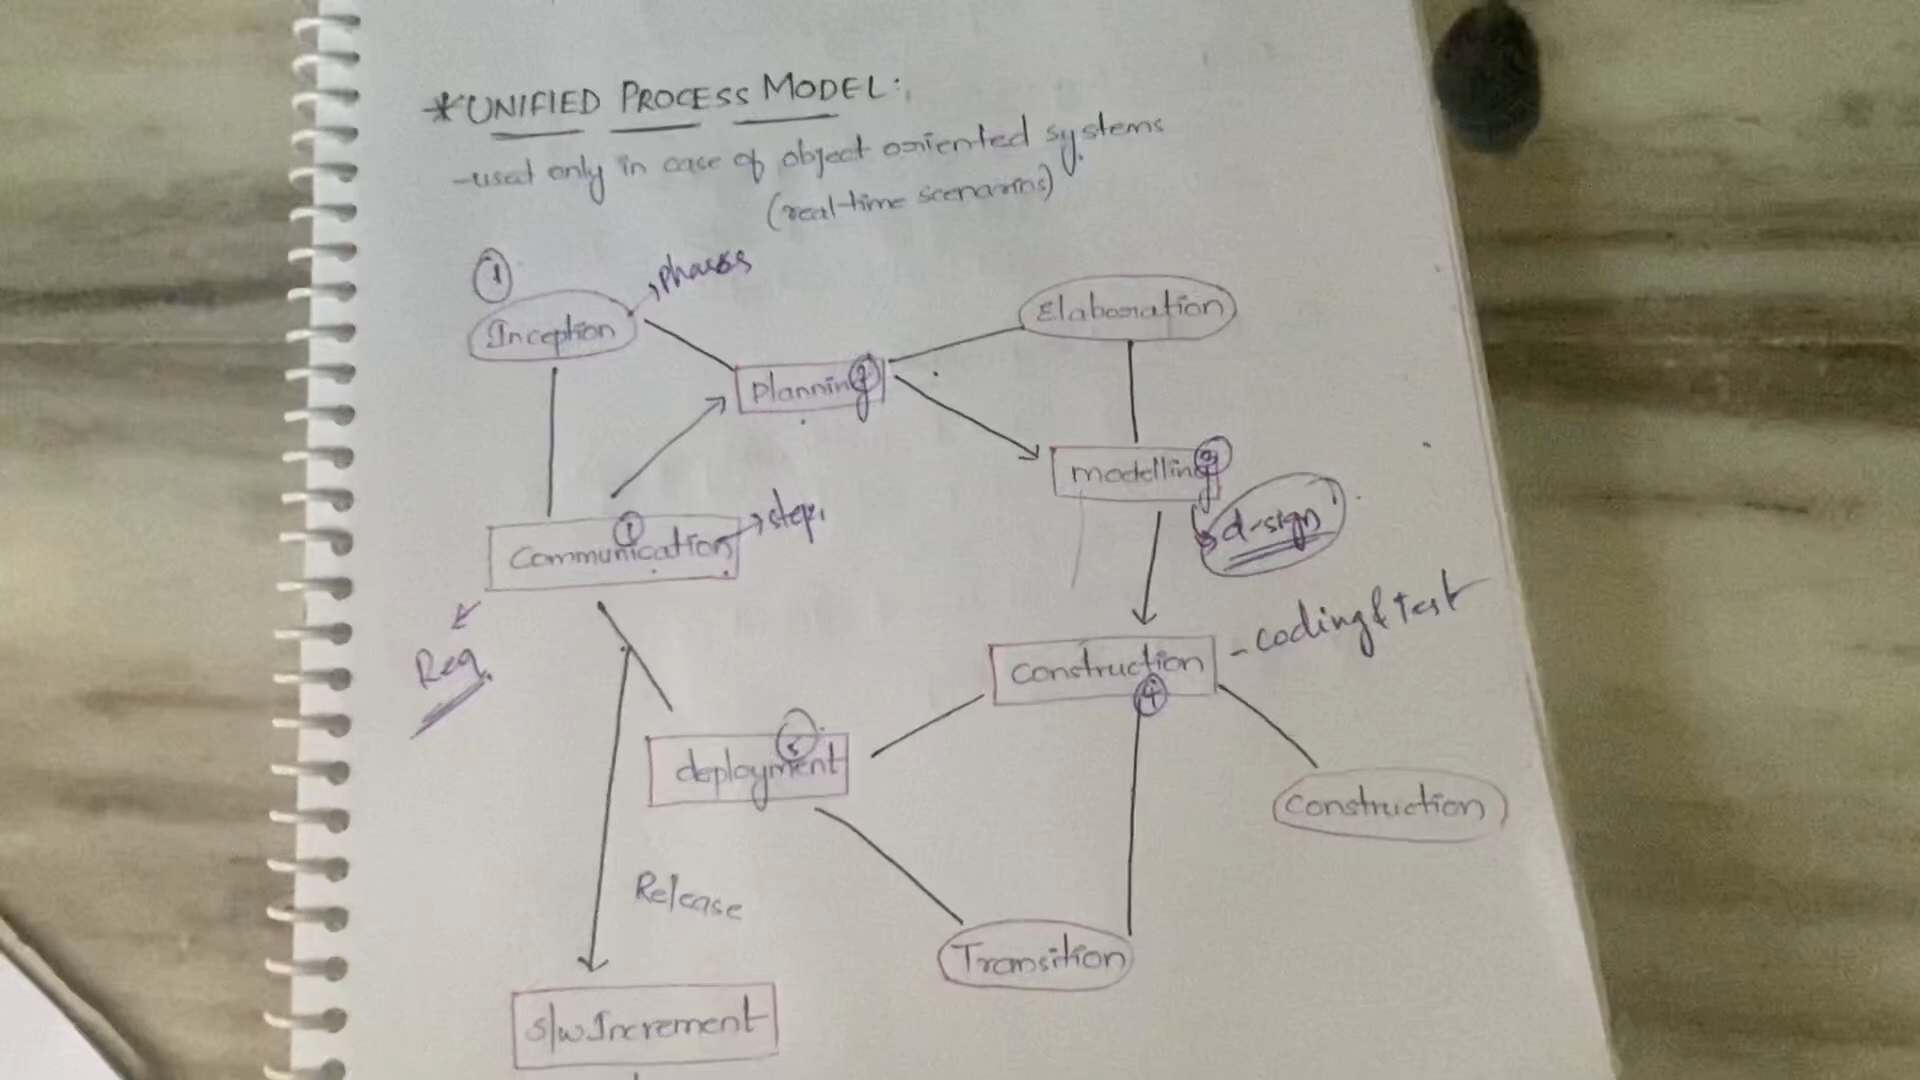 *UNIFIED PROCESS MODEL:
-used only in case of object oriented systems
(real-time scenarios)
1
phases
Inception
Elaboration
Planning 2
modelling 3
Communication 1
step
d-sign
Req.
construction 4
- coding & test
deployment 5
construction
Release
Transition
s/w.Increment